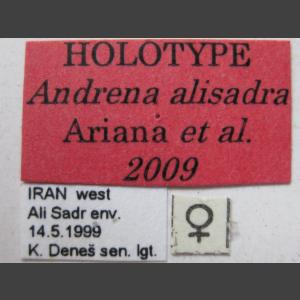 HOLOTYPE
Andrena alisadra
Ariana et al.
2009
IRAN west
Ali Sadr env.
14.5.1999
K. Deneš sen. lgt.
♀